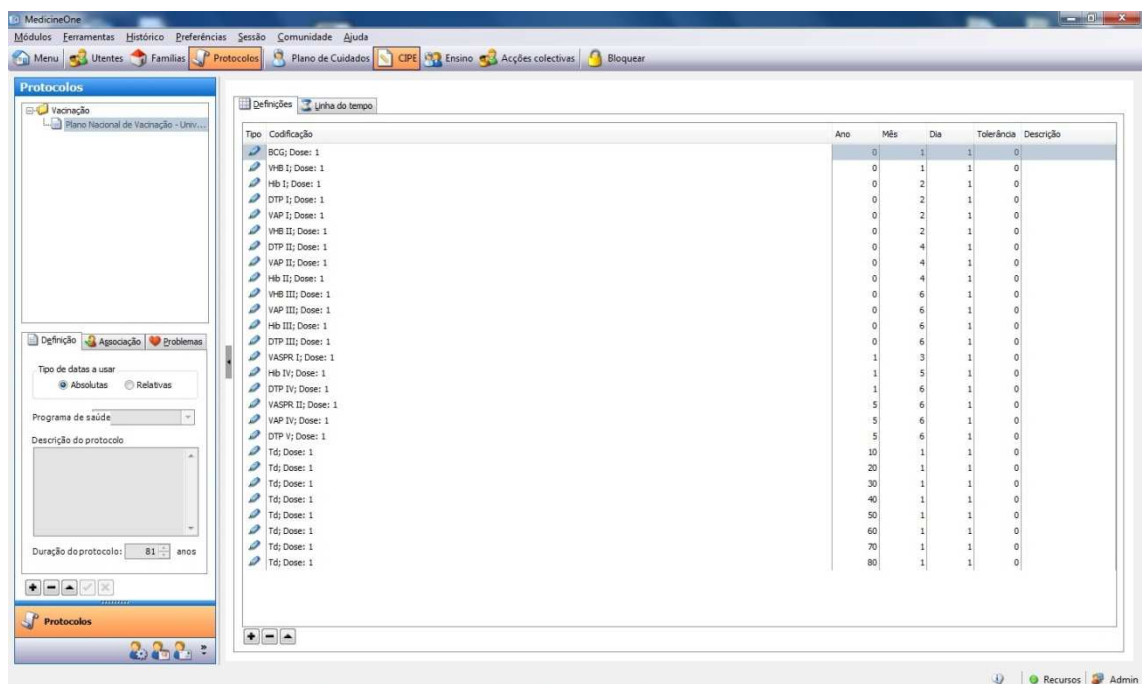 MedicineOne
Módulos Ferramentas Histórico Preferências Sessão Comunidade Ajuda
Menu Utentes Famílias Protocolos Plano de Cuidados CIPE Ensino Acções colectivas Bloquear
Protocolos
Vacinação
Plano Nacional de Vacinação - Univ...
Definição Associação Problemas
Tipo de datas a usar
Absolutas Relativas
Programa de saúde
Descrição do protocolo
Duração do protocolo: 81 anos
Protocolos
Definições Linha do tempo
Tipo Codificação Ano Mês Dia Tolerância Descrição
BCG; Dose: 1 0 1 1 0
VHB I; Dose: 1 0 1 1 0
Hib I; Dose: 1 0 2 1 0
DTP I; Dose: 1 0 2 1 0
VAP I; Dose: 1 0 2 1 0
VHB II; Dose: 1 0 2 1 0
DTP II; Dose: 1 0 4 1 0
VAP II; Dose: 1 0 4 1 0
Hib II; Dose: 1 0 4 1 0
VHB III; Dose: 1 0 6 1 0
VAP III; Dose: 1 0 6 1 0
Hib III; Dose: 1 0 6 1 0
DTP III; Dose: 1 0 6 1 0
VASPR I; Dose: 1 1 3 1 0
Hib IV; Dose: 1 1 5 1 0
DTP IV; Dose: 1 1 6 1 0
VASPR II; Dose: 1 5 6 1 0
VAP IV; Dose: 1 5 6 1 0
DTP V; Dose: 1 5 6 1 0
Td; Dose: 1 10 1 1 0
Td; Dose: 1 20 1 1 0
Td; Dose: 1 30 1 1 0
Td; Dose: 1 40 1 1 0
Td; Dose: 1 50 1 1 0
Td; Dose: 1 60 1 1 0
Td; Dose: 1 70 1 1 0
Td; Dose: 1 80 1 1 0
Recursos Admin